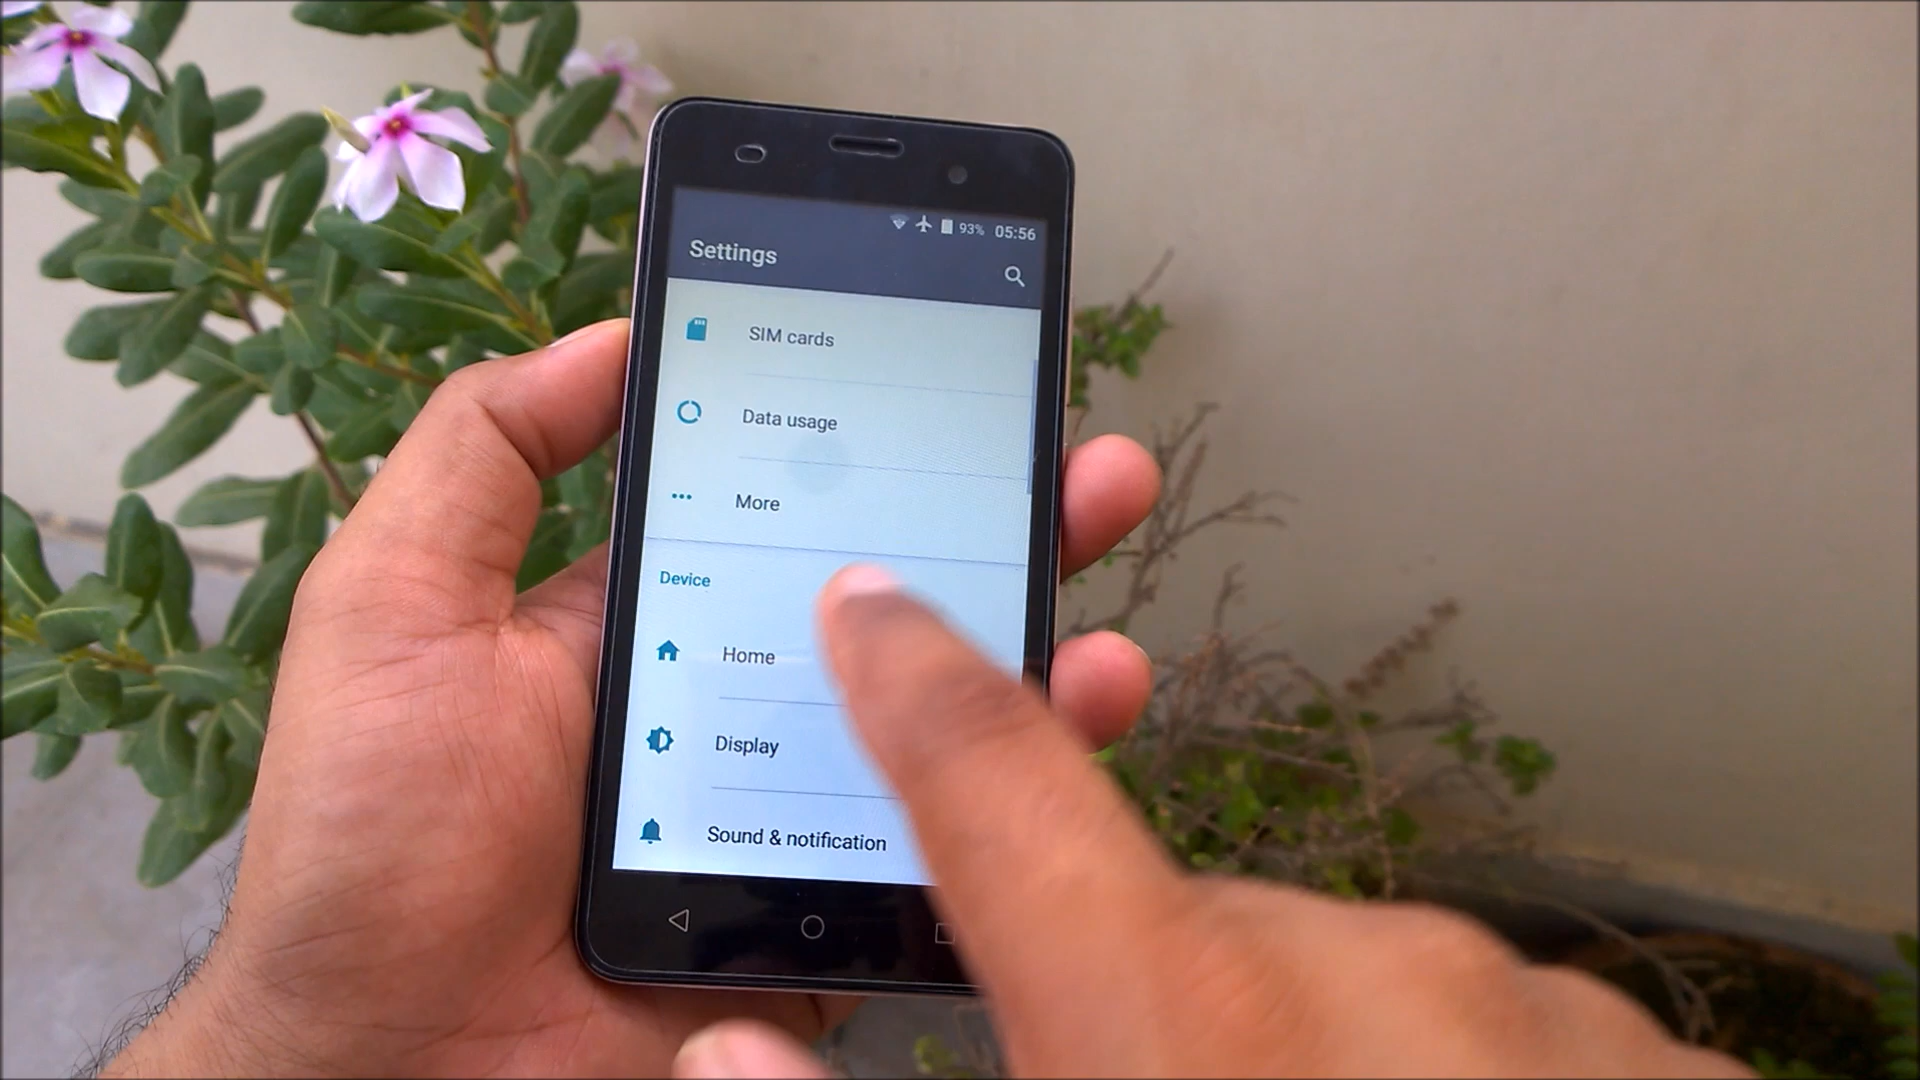 93% 05:56
Settings
SIM cards
Data usage
More
Device
Home
Display
Sound & notification